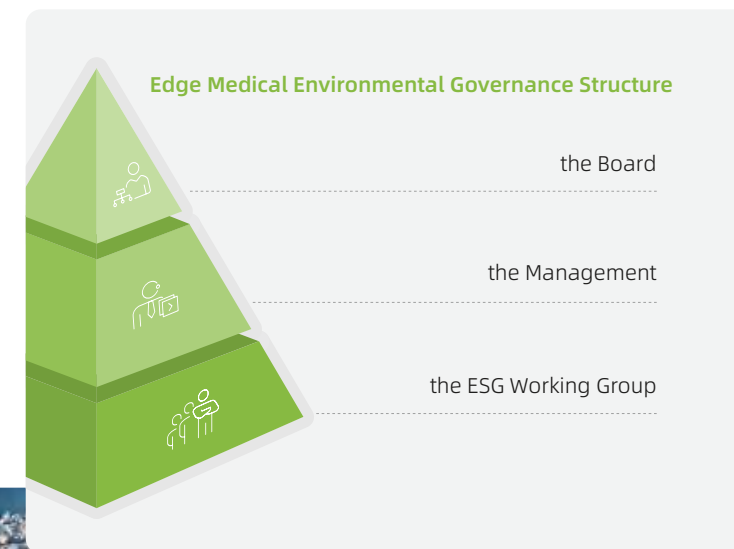 Edge Medical Environmental Governance Structure
the Board
the Management
the ESG Working Group